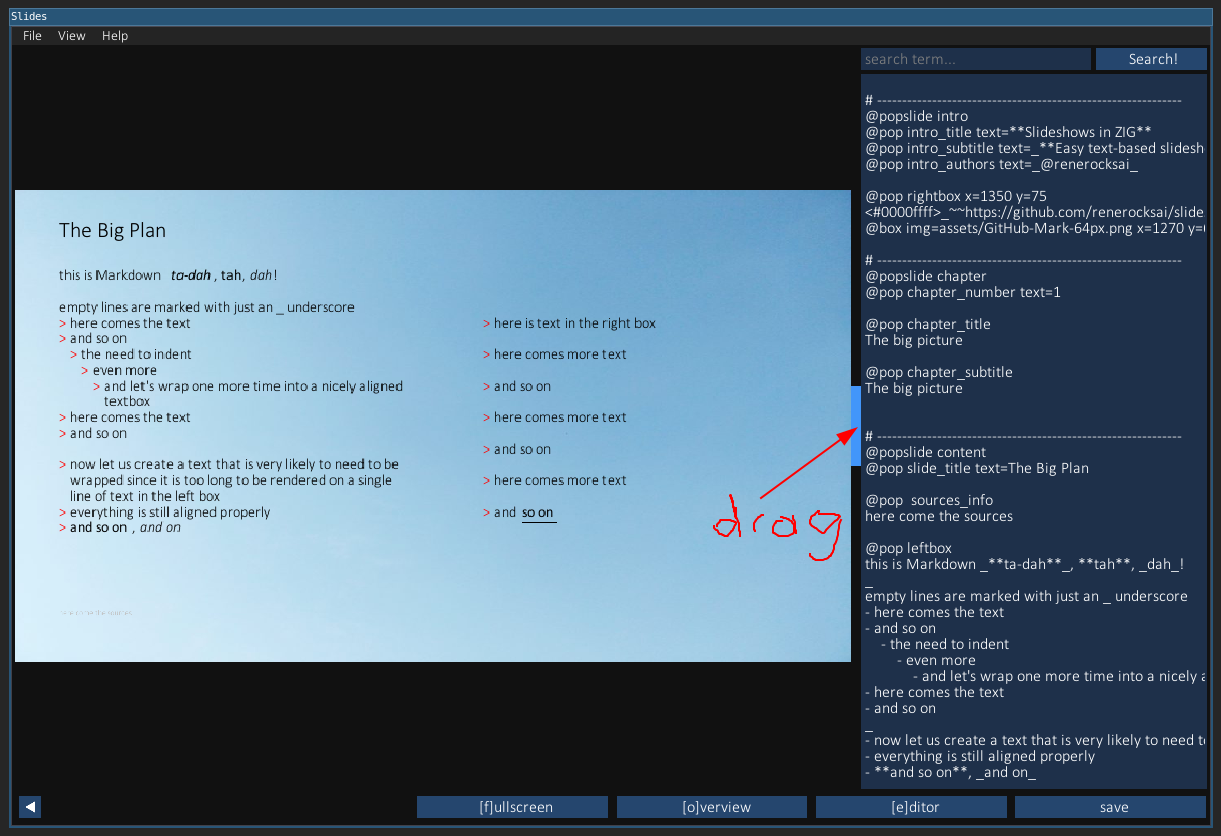 Slides
File View Help
search term...
Search!
The Big Plan
this is Markdown ta-dah , tah, dah!
empty lines are marked with just an _ underscore
> here comes the text
> and so on
> the need to indent
> even more
> and let's wrap one more time into a nicely aligned
textbox
> here comes the text
> and so on
> now let us create a text that is very likely to need to be
wrapped since it is too long to be rendered on a single
line of text in the left box
> everything is still aligned properly
> and so on , and on
here come the sources
> here is text in the right box
> here comes more text
> and so on
> here comes more text
> and so on
> here comes more text
> and so on
drag
# -------------------------------------------------------------
@popslide intro
@pop intro_title text=**Slideshows in ZIG**
@pop intro_subtitle text=_**Easy text-based slidesh
@pop intro_authors text=_@renerocksai_
@pop rightbox x=1350 y=75
<#0000ffff>_~~https://github.com/renerocksai/slide
@box img=assets/GitHub-Mark-64px.png x=1270 y=
# -------------------------------------------------------------
@popslide chapter
@pop chapter_number text=1
@pop chapter_title
The big picture
@pop chapter_subtitle
The big picture
# -------------------------------------------------------------
@popslide content
@pop slide_title text=The Big Plan
@pop sources_info
here come the sources
@pop leftbox
this is Markdown _**ta-dah**_, **tah**, _dah_!
_
empty lines are marked with just an _ underscore
- here comes the text
- and so on
- the need to indent
- even more
- and let's wrap one more time into a nicely a
- here comes the text
- and so on
_
- now let us create a text that is very likely to need t
- everything is still aligned properly
- **and so on**, _and on_
[f]ullscreen
[o]verview
[e]ditor
save